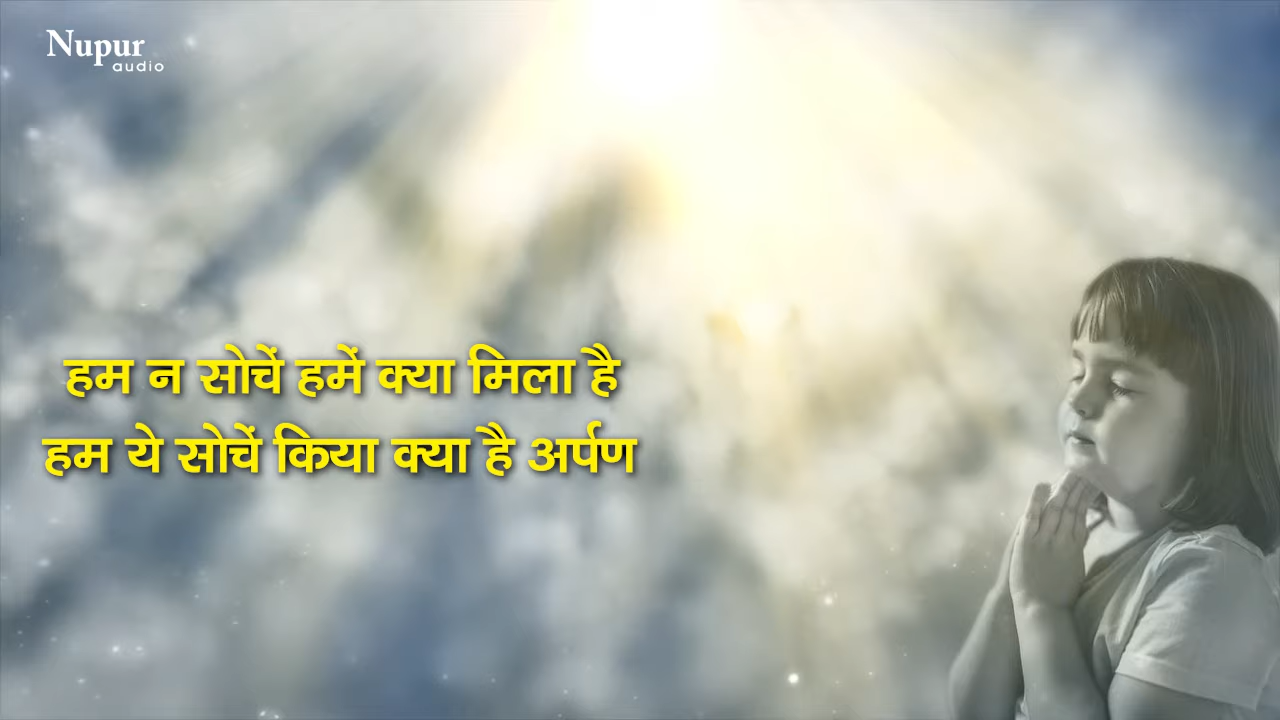 Nupur
audio
हम न सोचें हमें क्या मिला है
हम ये सोचें किया क्या है अर्पण